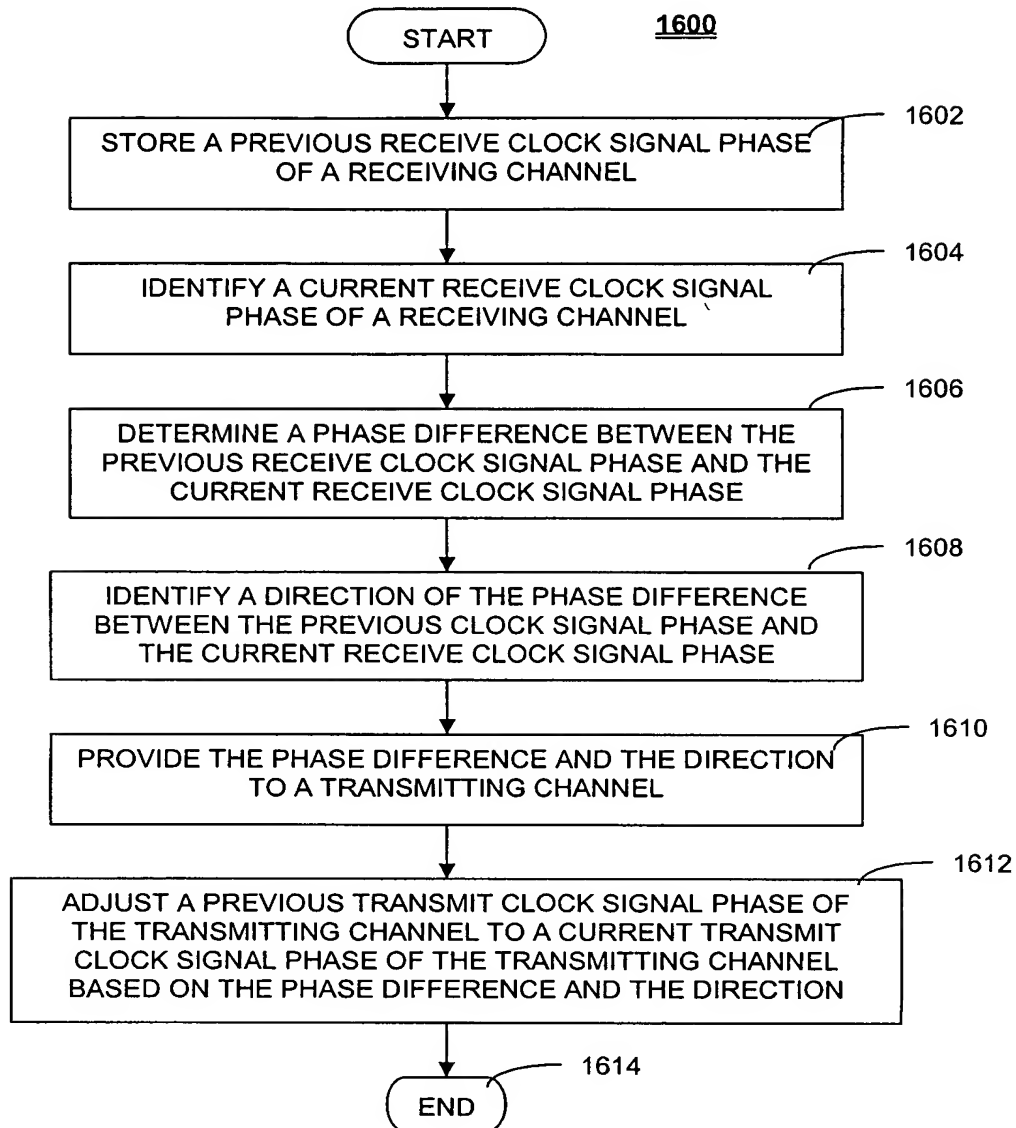 START
1600
1602
STORE A PREVIOUS RECEIVE CLOCK SIGNAL PHASE
OF A RECEIVING CHANNEL
1604
IDENTIFY A CURRENT RECEIVE CLOCK SIGNAL
PHASE OF A RECEIVING CHANNEL
1606
DETERMINE A PHASE DIFFERENCE BETWEEN THE
PREVIOUS RECEIVE CLOCK SIGNAL PHASE AND THE
CURRENT RECEIVE CLOCK SIGNAL PHASE
1608
IDENTIFY A DIRECTION OF THE PHASE DIFFERENCE
BETWEEN THE PREVIOUS CLOCK SIGNAL PHASE AND
THE CURRENT RECEIVE CLOCK SIGNAL PHASE
1610
PROVIDE THE PHASE DIFFERENCE AND THE DIRECTION
TO A TRANSMITTING CHANNEL
1612
ADJUST A PREVIOUS TRANSMIT CLOCK SIGNAL PHASE OF
THE TRANSMITTING CHANNEL TO A CURRENT TRANSMIT
CLOCK SIGNAL PHASE OF THE TRANSMITTING CHANNEL
BASED ON THE PHASE DIFFERENCE AND THE DIRECTION
1614
END